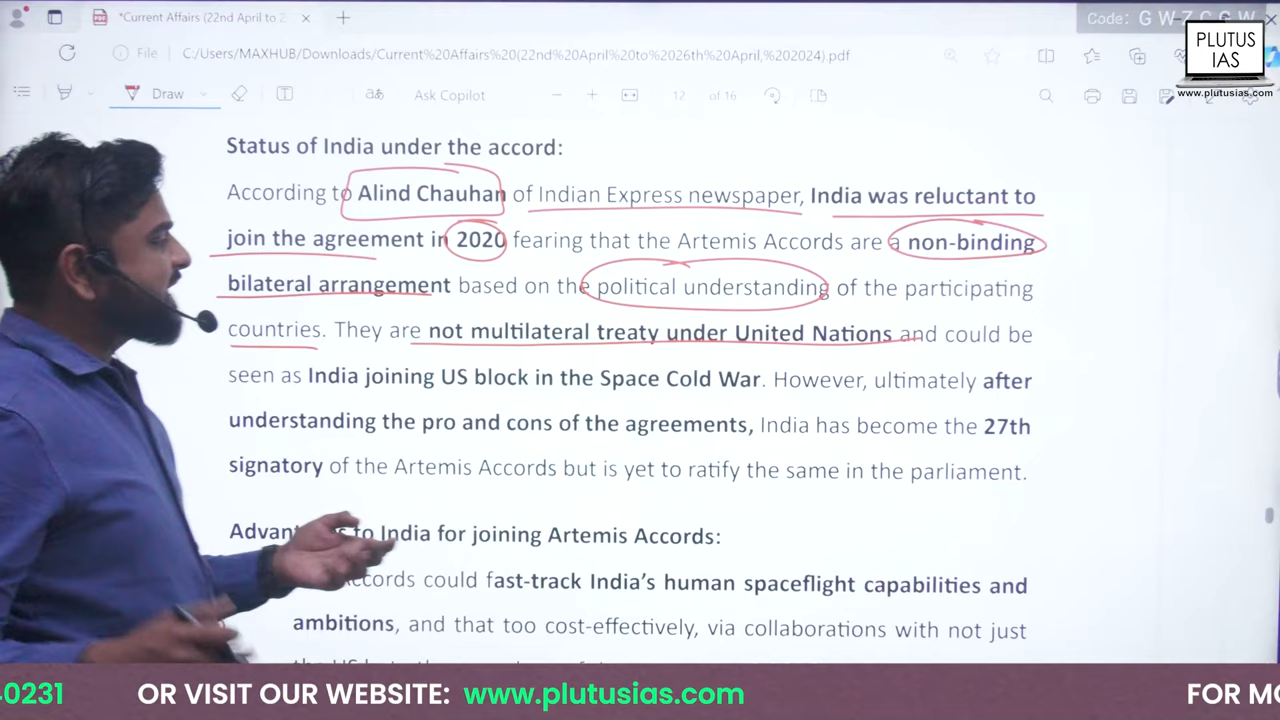 *Current Affairs (22nd April to 2
Code: G W Z C G W
PLUTUS
IAS
www.plutusias.com
File C:/Users/MAXHUB/Downloads/Current%20Affairs%20(22nd%20April%20to%2026th%20April,%202024).pdf
Draw Ask Copilot 12 of 16
Status of India under the accord:
According to Alind Chauhan of Indian Express newspaper, India was reluctant to
join the agreement in 2020 fearing that the Artemis Accords are a non-binding
bilateral arrangement based on the political understanding of the participating
countries. They are not multilateral treaty under United Nations and could be
seen as India joining US block in the Space Cold War. However, ultimately after
understanding the pro and cons of the agreements, India has become the 27th
signatory of the Artemis Accords but is yet to ratify the same in the parliament.
to India for joining Artemis Accords:
could fast-track India's human spaceflight capabilities and
ambitions, and that too cost-effectively, via collaborations with not just
0231 OR VISIT OUR WEBSITE: www.plutusias.com FOR MO